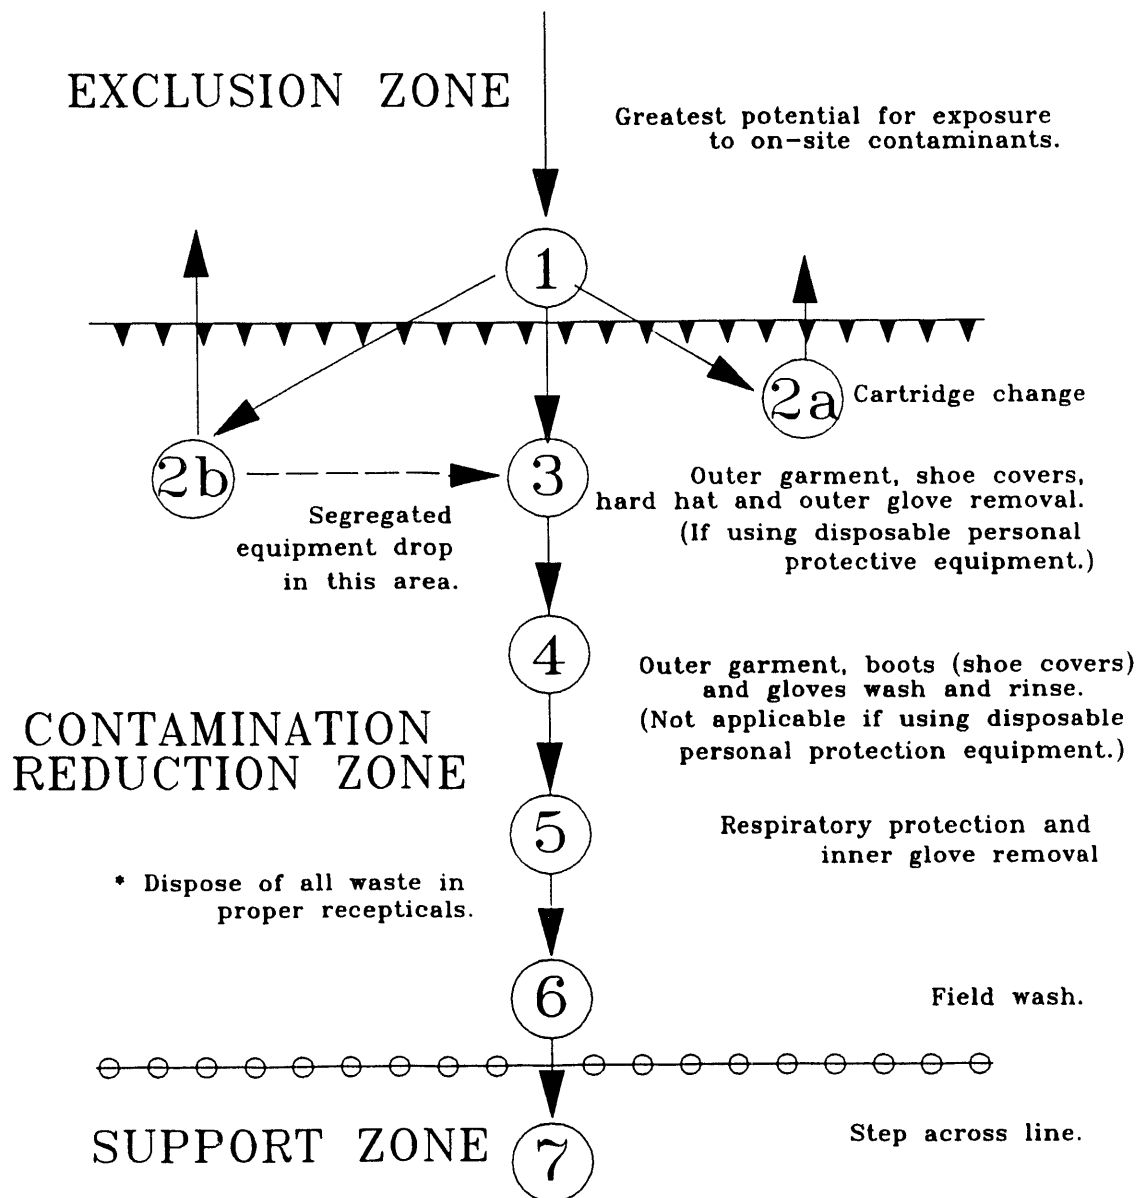 EXCLUSION ZONE
Greatest potential for exposure
to on-site contaminants.
1
2a
Cartridge change
2b
3
Outer garment, shoe covers,
hard hat and outer glove removal.
(If using disposable personal
protective equipment.)
Segregated
equipment drop
in this area.
4
Outer garment, boots (shoe covers)
and gloves wash and rinse.
(Not applicable if using disposable
personal protection equipment.)
CONTAMINATION
REDUCTION ZONE
5
Respiratory protection and
inner glove removal
* Dispose of all waste in
proper recepticals.
6
Field wash.
SUPPORT ZONE
7
Step across line.